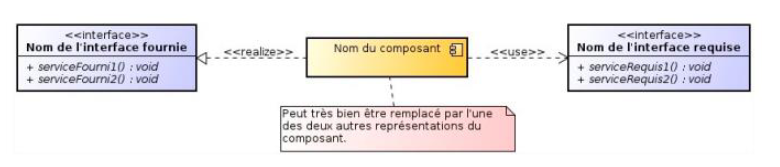 <<interface>>
Nom de l'interface fournie
+ serviceFourni1() : void
+ serviceFourni2() : void
<<realize>>
Nom du composant
<<use>>
<<interface>>
Nom de l'interface requise
+ serviceRequis1() : void
+ serviceRequis2() : void
Peut très bien être remplacé par l'une
des deux autres représentations du
composant.